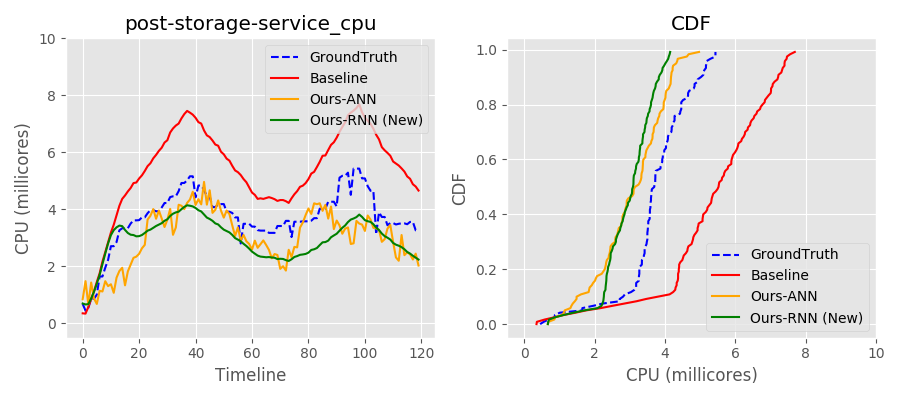 post-storage-service_cpu
CPU (millicores)
10
8
6
4
2
0
GroundTruth
Baseline
Ours-ANN
Ours-RNN (New)
0 20 40 60 80 100 120
Timeline
CDF
CDF
1.0
0.8
0.6
0.4
0.2
0.0
GroundTruth
Baseline
Ours-ANN
Ours-RNN (New)
0 2 4 6 8 10
CPU (millicores)